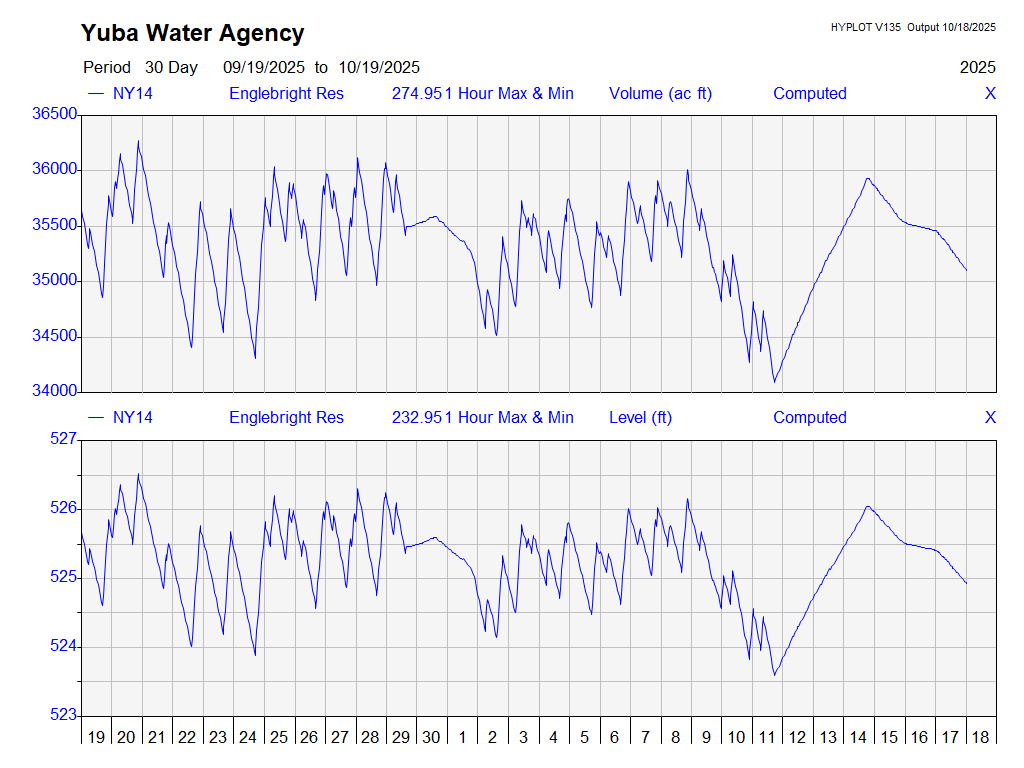 Yuba Water Agency
HYPLOT V135 Output 10/18/2025
Period 30 Day 09/19/2025 to 10/19/2025
2025
NY14 Englebright Res 274.951 Hour Max & Min Volume (ac ft) Computed X
36500
36000
35500
35000
34500
34000
NY14 Englebright Res 232.951 Hour Max & Min Level (ft) Computed X
527
526
525
524
523
19 20 21 22 23 24 25 26 27 28 29 30 1 2 3 4 5 6 7 8 9 10 11 12 13 14 15 16 17 18